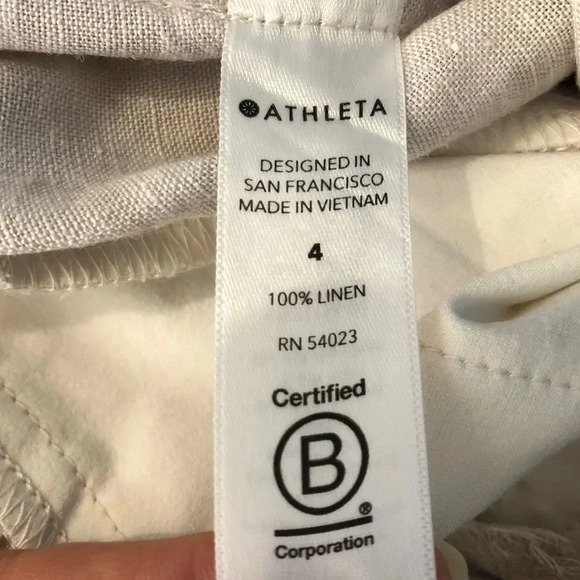 ATHLETA
DESIGNED IN
SAN FRANCISCO
MADE IN VIETNAM
4
100% LINEN
RN 54023
Certified
B
®
Corporation